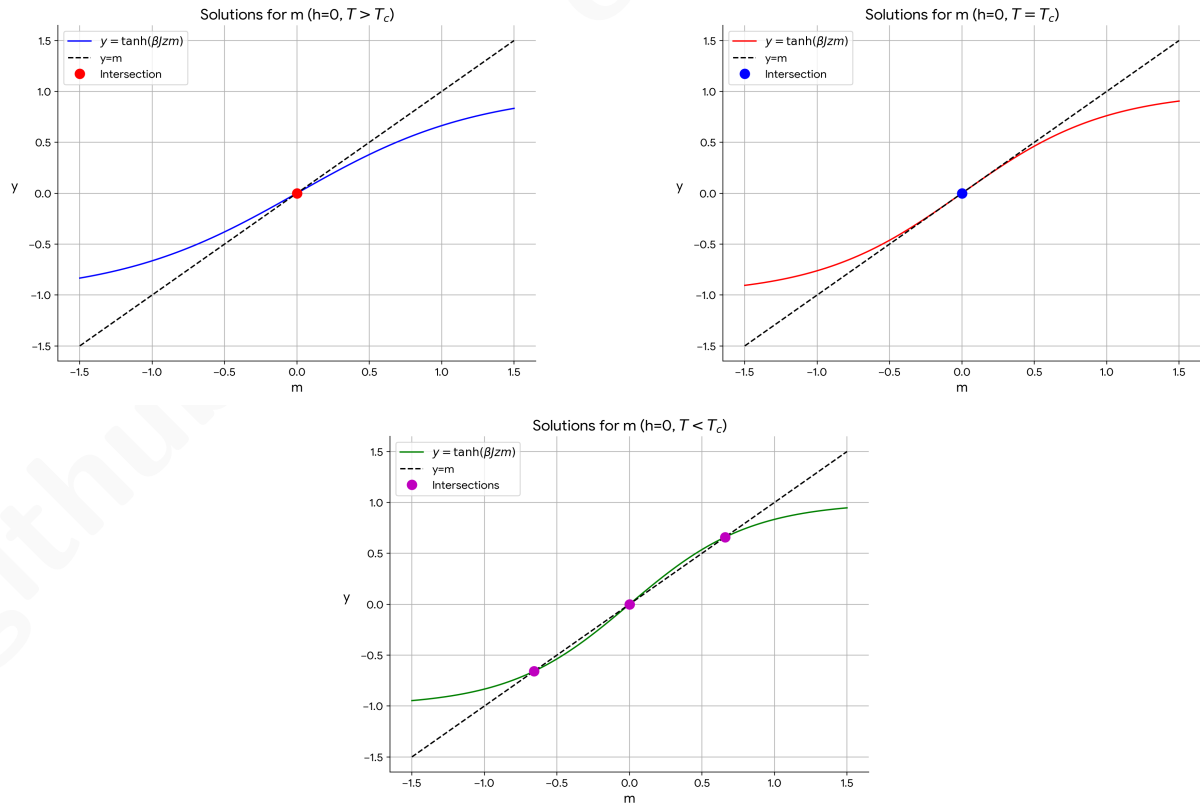 Solutions for m (h=0, T > T_c)
y = tanh(βJzm)
y=m
Intersection
1.5
1.0
0.5
0.0
−0.5
−1.0
−1.5
y
−1.5 −1.0 −0.5 0.0 0.5 1.0 1.5
m
Solutions for m (h=0, T = T_c)
y = tanh(βJzm)
y=m
Intersection
1.5
1.0
0.5
0.0
−0.5
−1.0
−1.5
y
−1.5 −1.0 −0.5 0.0 0.5 1.0 1.5
m
Solutions for m (h=0, T < T_c)
y = tanh(βJzm)
y=m
Intersections
1.5
1.0
0.5
0.0
−0.5
−1.0
−1.5
y
−1.5 −1.0 −0.5 0.0 0.5 1.0 1.5
m